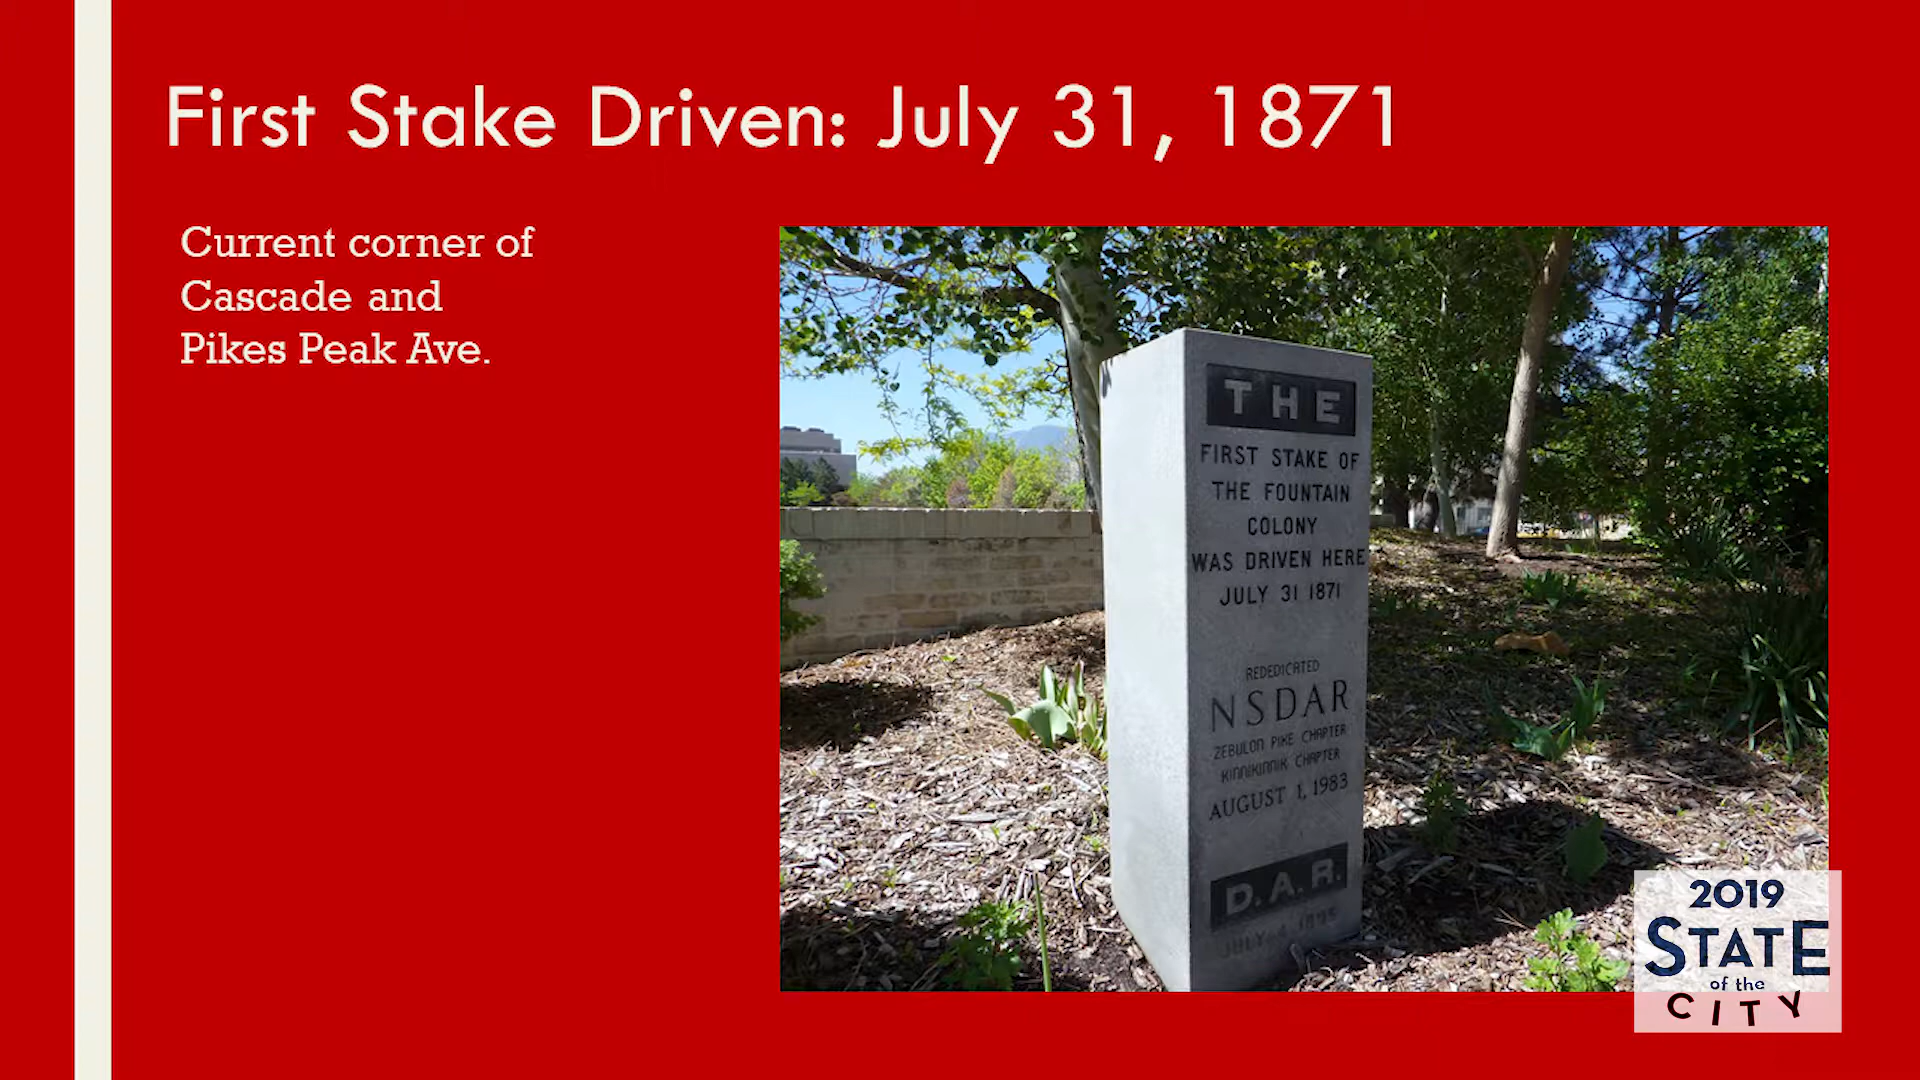 First Stake Driven: July 31, 1871
Current corner of
Cascade and
Pikes Peak Ave.
THE
FIRST STAKE OF
THE FOUNTAIN
COLONY
WAS DRIVEN HERE
JULY 31 1871
REDEDICATED
NSDAR
ZEBULON PIKE CHAPTER
KINNIKINNIK CHAPTER
AUGUST 1, 1983
D.A.R.
JULY 4
2019
STATE
of the
CITY